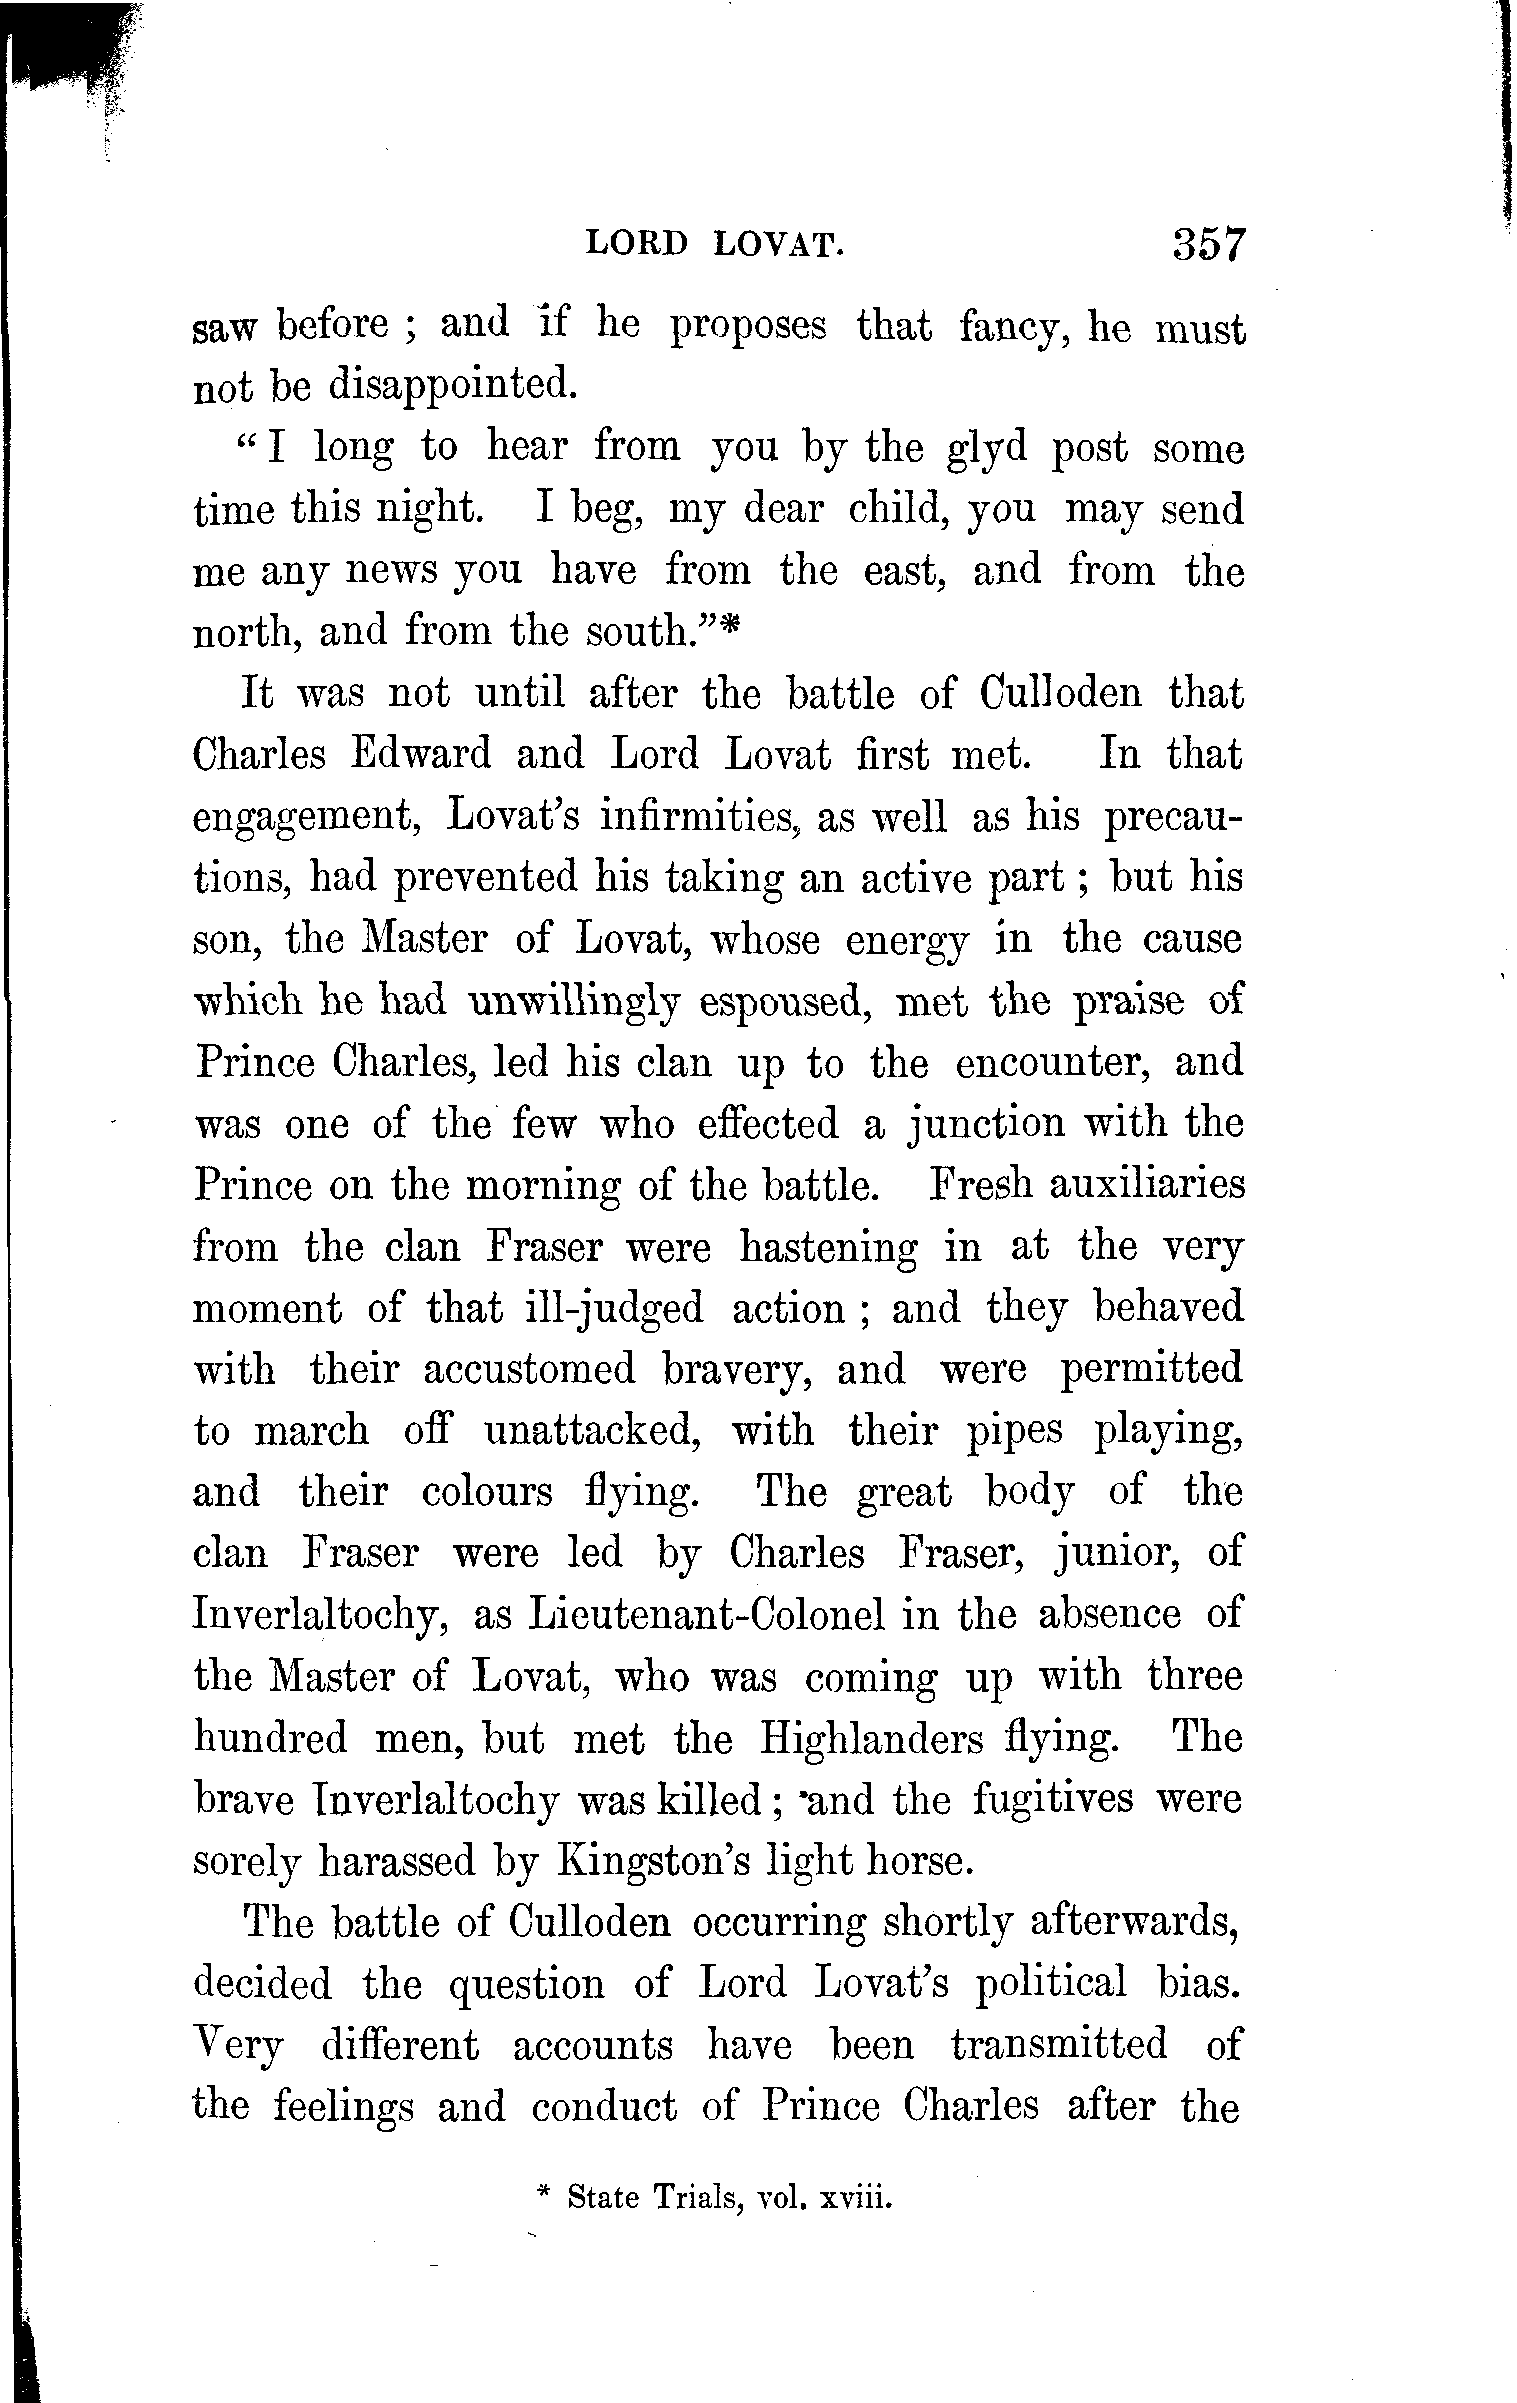 LORD LOVAT. 357
saw before ; and if he proposes that fancy, he must
not be disappointed.
“ I long to hear from you by the glyd post some
time this night. I beg, my dear child, you may send
me any news you have from the east, and from the
north, and from the south.”*
It was not until after the battle of Culloden that
Charles Edward and Lord Lovat first met. In that
engagement, Lovat’s infirmities, as well as his precau-
tions, had prevented his taking an active part ; but his
son, the Master of Lovat, whose energy in the cause
which he had unwillingly espoused, met the praise of
Prince Charles, led his clan up to the encounter, and
was one of the few who effected a junction with the
Prince on the morning of the battle. Fresh auxiliaries
from the clan Fraser were hastening in at the very
moment of that ill-judged action ; and they behaved
with their accustomed bravery, and were permitted
to march off unattacked, with their pipes playing,
and their colours flying. The great body of the
clan Fraser were led by Charles Fraser, junior, of
Inverlaltochy, as Lieutenant-Colonel in the absence of
the Master of Lovat, who was coming up with three
hundred men, but met the Highlanders flying. The
brave Inverlaltochy was killed ; and the fugitives were
sorely harassed by Kingston’s light horse.
The battle of Culloden occurring shortly afterwards,
decided the question of Lord Lovat’s political bias.
Very different accounts have been transmitted of
the feelings and conduct of Prince Charles after the
* State Trials, vol. xviii.